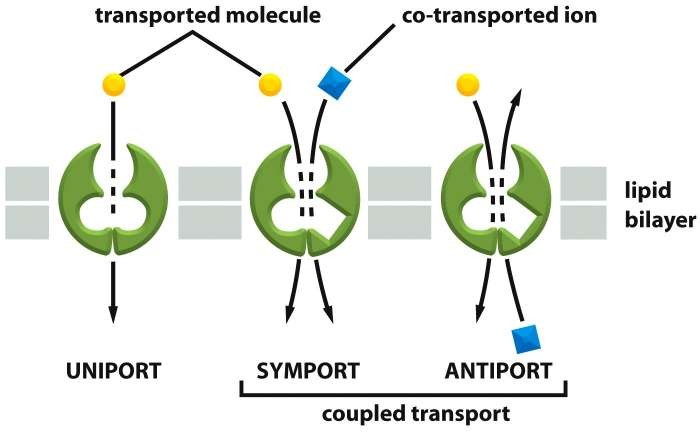 transported molecule
co-transported ion
lipid
bilayer
UNIPORT
SYMPORT
ANTIPORT
coupled transport